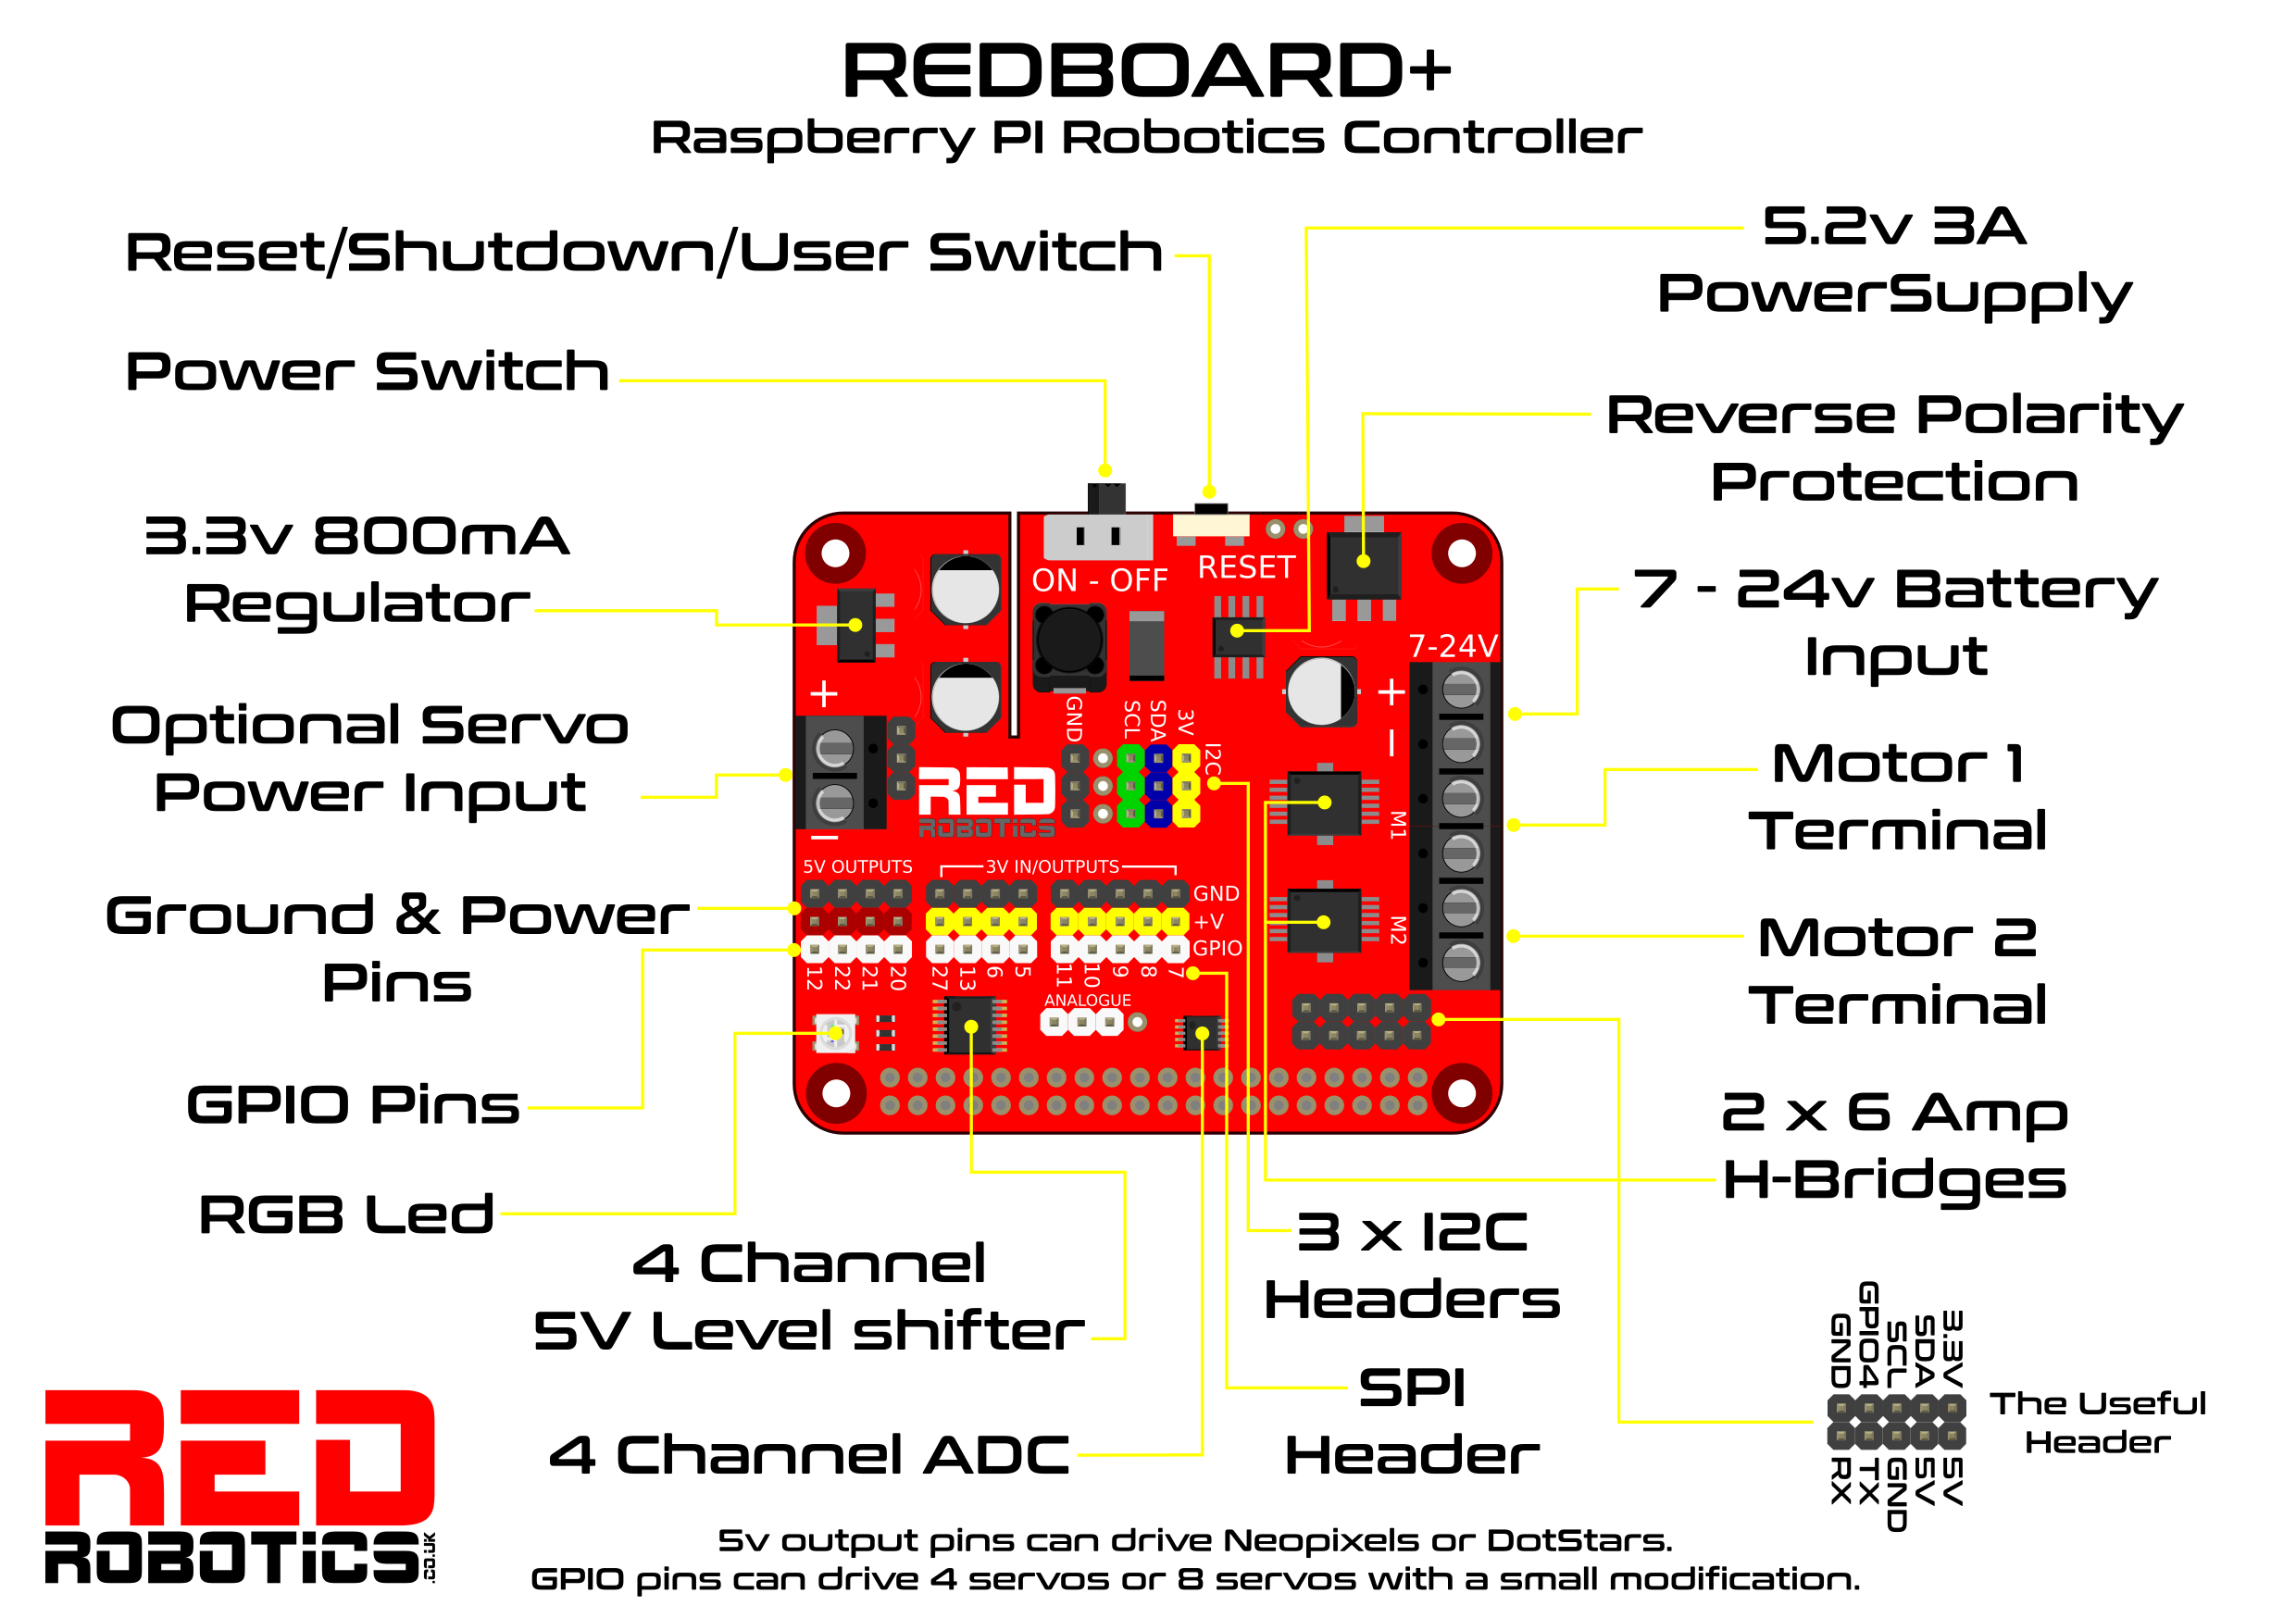 REDBOARD+
Raspberry PI Robotics Controller
Reset/Shutdown/User Switch
Power Switch
3.3v 800mA
Regulator
Optional Servo
Power Input
Ground & Power
Pins
GPIO Pins
RGB Led
4 Channel
5V Level shifter
4 Channel ADC
5.2v 3A
PowerSupply
Reverse Polarity
Protection
7 - 24v Battery
Input
Motor 1
Terminal
Motor 2
Terminal
2 x 6 Amp
H-Bridges
3 x I2C
Headers
SPI
Header
ON - OFF
RESET
7-24V
+
−
+
−
GND
SCL
SDA
3V
I2C
RED
ROBOTICS
M1
M2
5V OUTPUTS
3V IN/OUTPUTS
GND
+V
GPIO
12 22 21 20 27 13 6 5 11 10 9 8 7
ANALOGUE
GND GPIO4 SCL SDA 3.3V
The Useful
Header
RX TX GND 5V 5V
RED
ROBOTICS
.CO.UK
5v output pins can drive Neopixels or DotStars.
GPIO pins can drive 4 servos or 8 servos with a small modification.